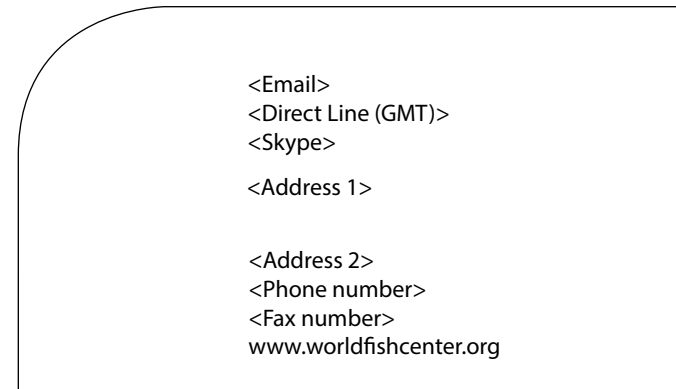 <Email>
<Direct Line (GMT)>
<Skype>
<Address 1>
<Address 2>
<Phone number>
<Fax number>
www.worldfishcenter.org